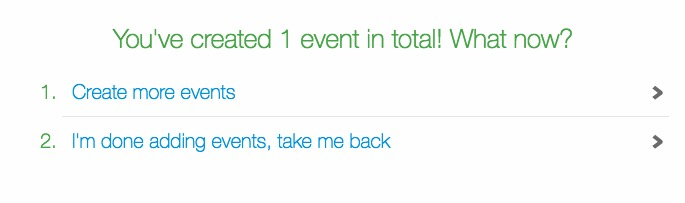 You've created 1 event in total! What now?
1. Create more events
2. I'm done adding events, take me back